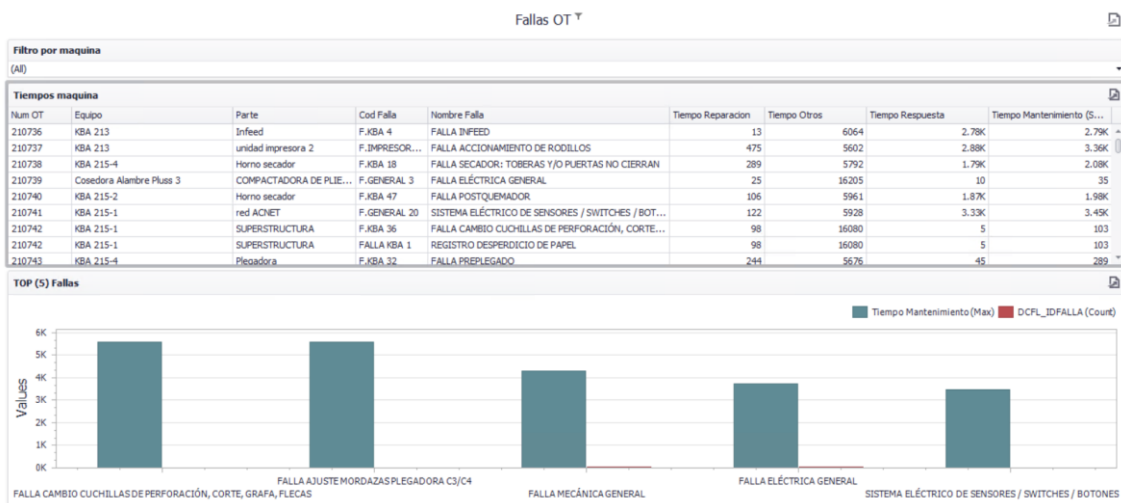 Fallas OT
Filtro por maquina
(All)
Tiempos maquina
Num OT Equipo Parte Cod Falla Nombre Falla Tiempo Reparacion Tiempo Otros Tiempo Respuesta Tiempo Mantenimiento (S...
210736 KBA 213 Infeed F.KBA 4 FALLA INFEED 13 6064 2.78K 2.79K
210737 KBA 213 unidad impresora 2 F.IMPRESOR... FALLA ACCIONAMIENTO DE RODILLOS 475 5602 2.88K 3.36K
210738 KBA 215-4 Horno secador F.KBA 18 FALLA SECADOR: TOBERAS Y/O PUERTAS NO CIERRAN 289 5792 1.79K 2.08K
210739 Cosedora Alambre Pluss 3 COMPACTADORA DE PLIE... F.GENERAL 3 FALLA ELÉCTRICA GENERAL 25 16205 10 35
210740 KBA 215-2 Horno secador F.KBA 47 FALLA POSTQUEMADOR 106 5961 1.87K 1.98K
210741 KBA 215-1 red ACNET F.GENERAL 20 SISTEMA ELÉCTRICO DE SENSORES / SWITCHES / BOT... 122 5928 3.33K 3.45K
210742 KBA 215-1 SUPERSTRUCTURA F.KBA 36 FALLA CAMBIO CUCHILLAS DE PERFORACIÓN, CORTE... 98 16080 5 103
210742 KBA 215-1 SUPERSTRUCTURA FALLA KBA 1 REGISTRO DESPERDICIO DE PAPEL 98 16080 5 103
210743 KBA 215-4 Plegadora F.KBA 32 FALLA PREPLEGADO 244 5676 45 289
TOP (5) Fallas
Tiempo Mantenimiento (Max) DCFL_IDFALLA (Count)
6K
5K
4K
3K
2K
1K
0K
Values
FALLA AJUSTE MORDAZAS PLEGADORA C3/C4 FALLA ELÉCTRICA GENERAL
FALLA CAMBIO CUCHILLAS DE PERFORACIÓN, CORTE, GRAFA, FLECAS FALLA MECÁNICA GENERAL SISTEMA ELÉCTRICO DE SENSORES / SWITCHES / BOTONES